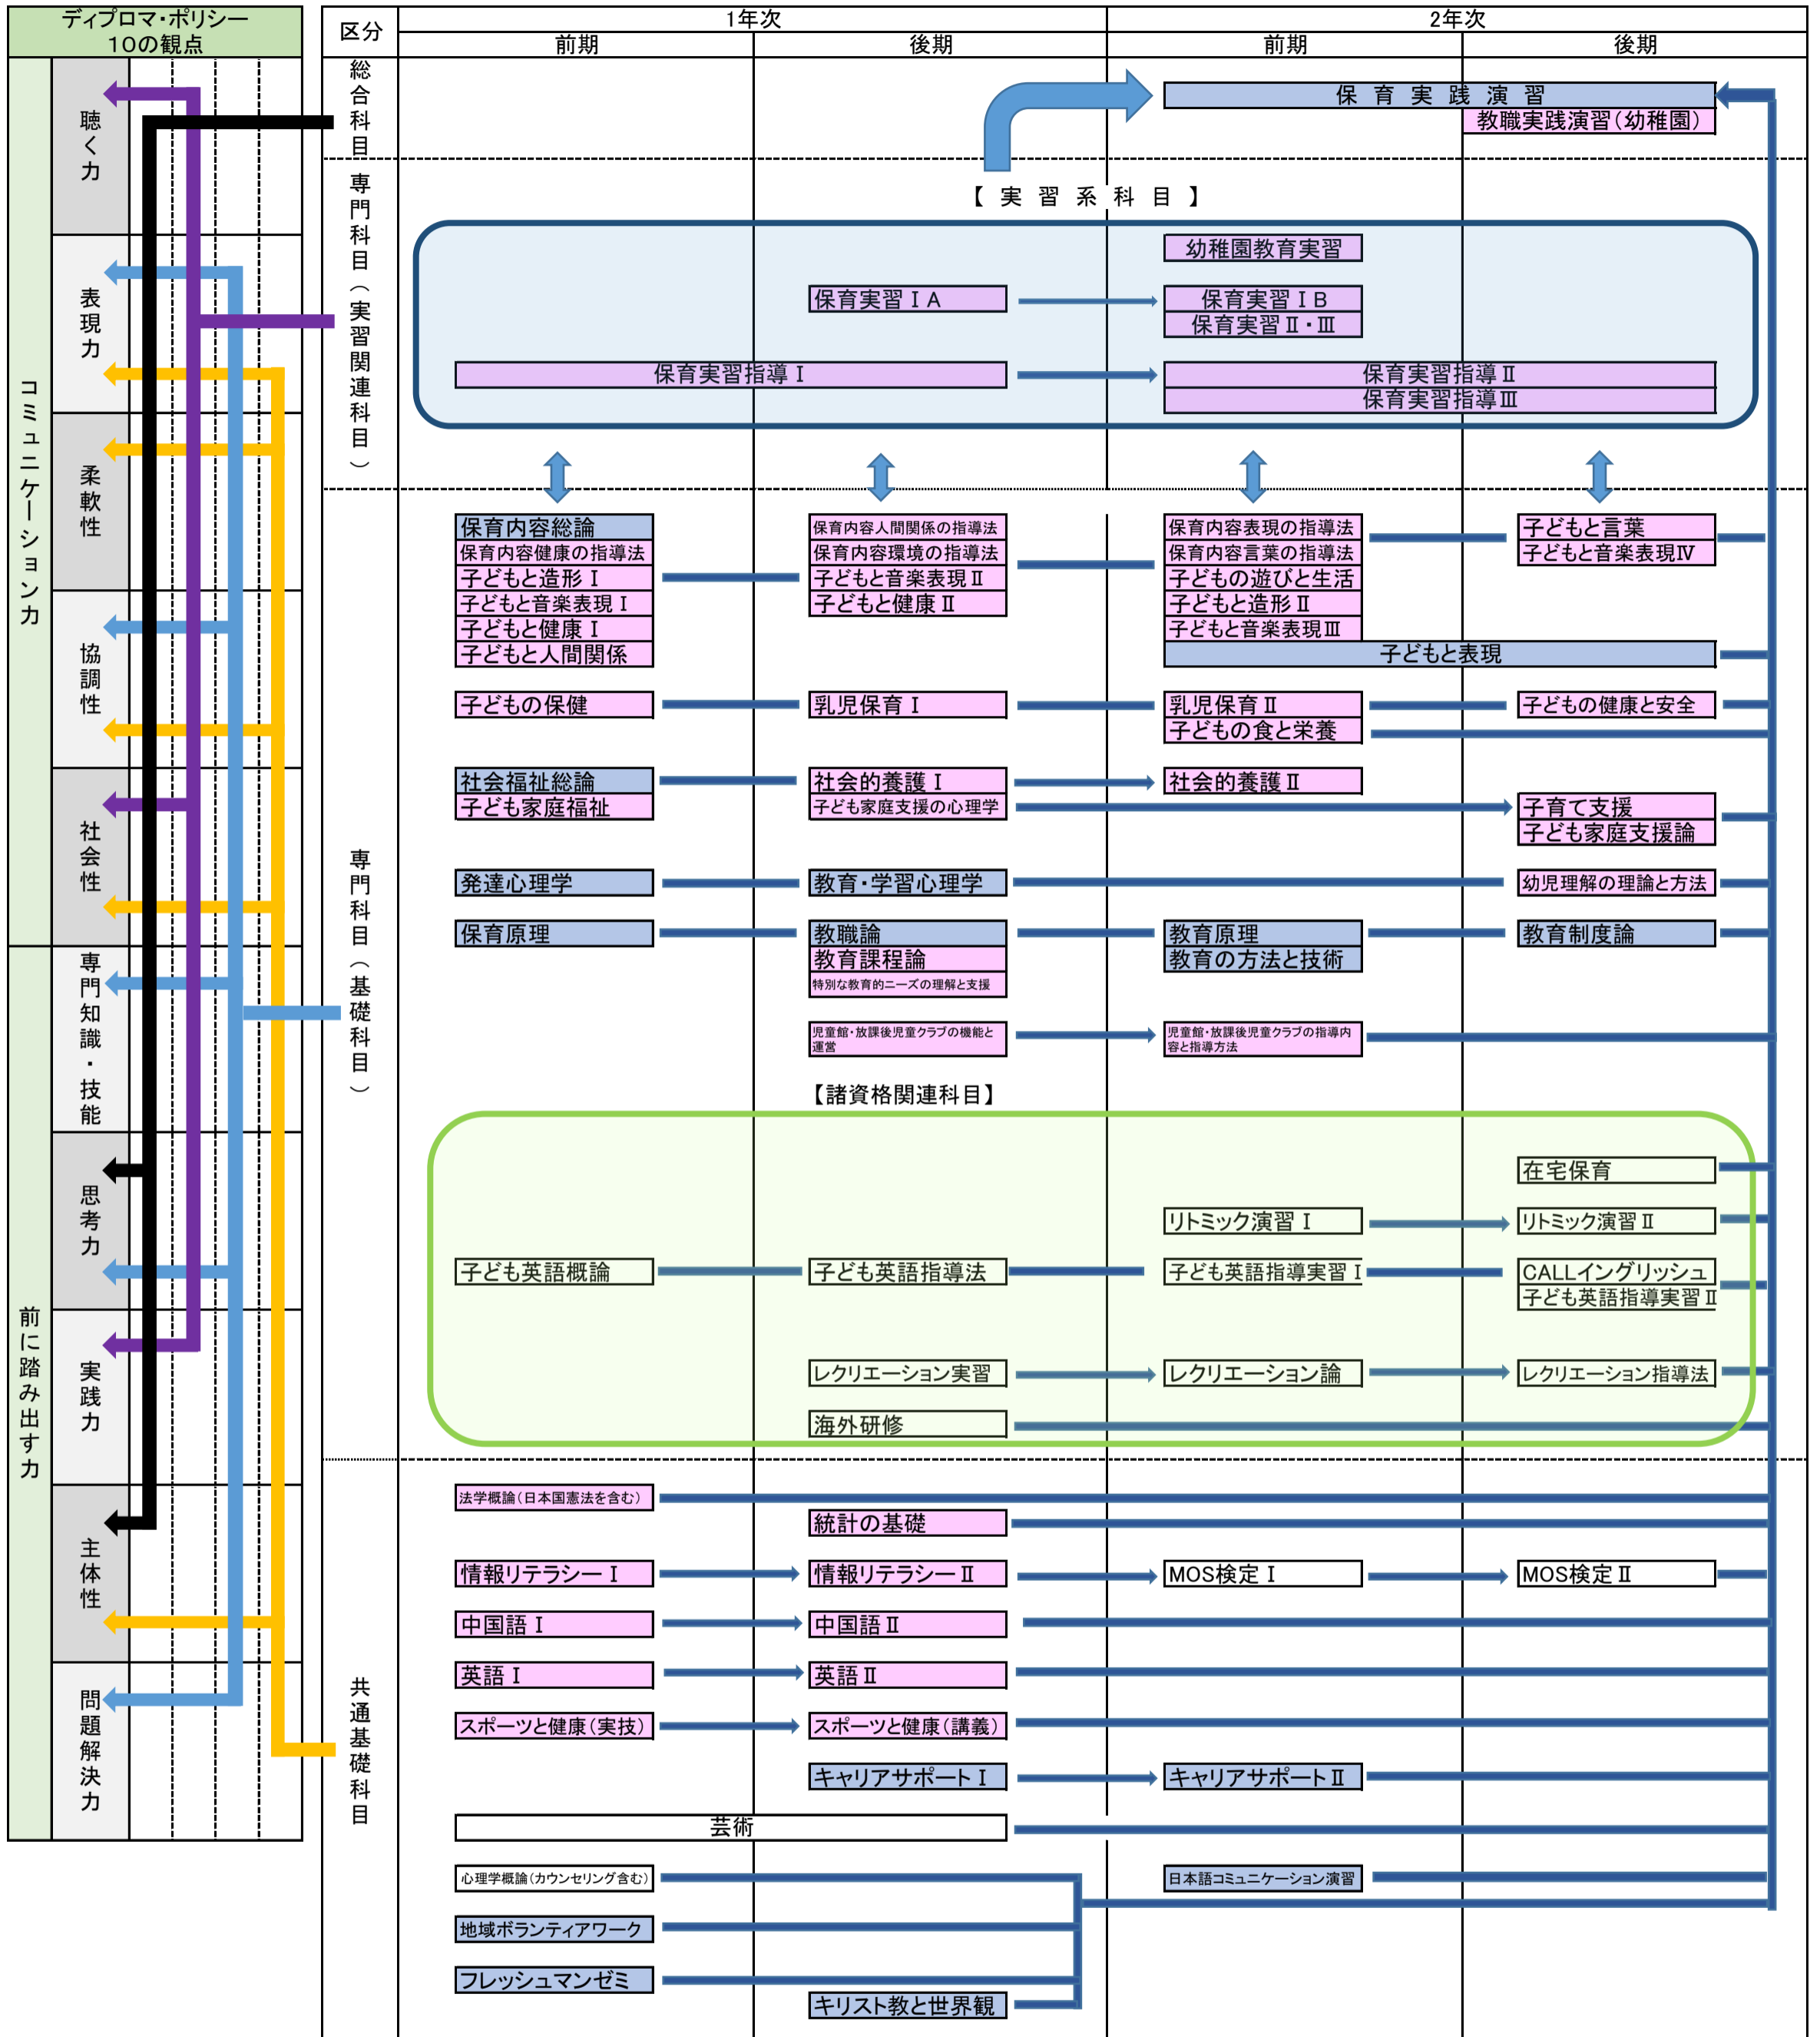 ディプロマ・ポリシー
10の観点
コミュニケーション力
聴く力
表現力
柔軟性
協調性
社会性
前に踏み出す力
専門知識・技能
思考力
実践力
主体性
問題解決力
区分
1年次
2年次
前期
後期
前期
後期
総合科目
保育実践演習
教職実践演習(幼稚園)
専門科目(実習関連科目)
【実習系科目】
幼稚園教育実習
保育実習ⅠA
保育実習ⅠB
保育実習Ⅱ・Ⅲ
保育実習指導Ⅰ
保育実習指導Ⅱ
保育実習指導Ⅲ
専門科目(基礎科目)
保育内容総論
保育内容健康の指導法
子どもと造形Ⅰ
子どもと音楽表現Ⅰ
子どもと健康Ⅰ
子どもと人間関係
保育内容人間関係の指導法
保育内容環境の指導法
子どもと音楽表現Ⅱ
子どもと健康Ⅱ
保育内容表現の指導法
保育内容言葉の指導法
子どもの遊びと生活
子どもと造形Ⅱ
子どもと音楽表現Ⅲ
子どもと言葉
子どもと音楽表現Ⅳ
子どもと表現
子どもの保健
乳児保育Ⅰ
乳児保育Ⅱ
子どもの食と栄養
子どもの健康と安全
社会福祉総論
子ども家庭福祉
社会的養護Ⅰ
子ども家庭支援の心理学
社会的養護Ⅱ
子育て支援
子ども家庭支援論
発達心理学
教育・学習心理学
幼児理解の理論と方法
保育原理
教職論
教育課程論
特別な教育的ニーズの理解と支援
教育原理
教育の方法と技術
教育制度論
児童館・放課後児童クラブの機能と
運営
児童館・放課後児童クラブの指導内
容と指導方法
【諸資格関連科目】
在宅保育
リトミック演習Ⅰ
リトミック演習Ⅱ
子ども英語概論
子ども英語指導法
子ども英語指導実習Ⅰ
CALLイングリッシュ
子ども英語指導実習Ⅱ
レクリエーション実習
レクリエーション論
レクリエーション指導法
海外研修
共通基礎科目
法学概論(日本国憲法を含む)
統計の基礎
情報リテラシーⅠ
情報リテラシーⅡ
MOS検定Ⅰ
MOS検定Ⅱ
中国語Ⅰ
中国語Ⅱ
英語Ⅰ
英語Ⅱ
スポーツと健康(実技)
スポーツと健康(講義)
キャリアサポートⅠ
キャリアサポートⅡ
芸術
心理学概論(カウンセリング含む)
日本語コミュニケーション演習
地域ボランティアワーク
フレッシュマンゼミ
キリスト教と世界観